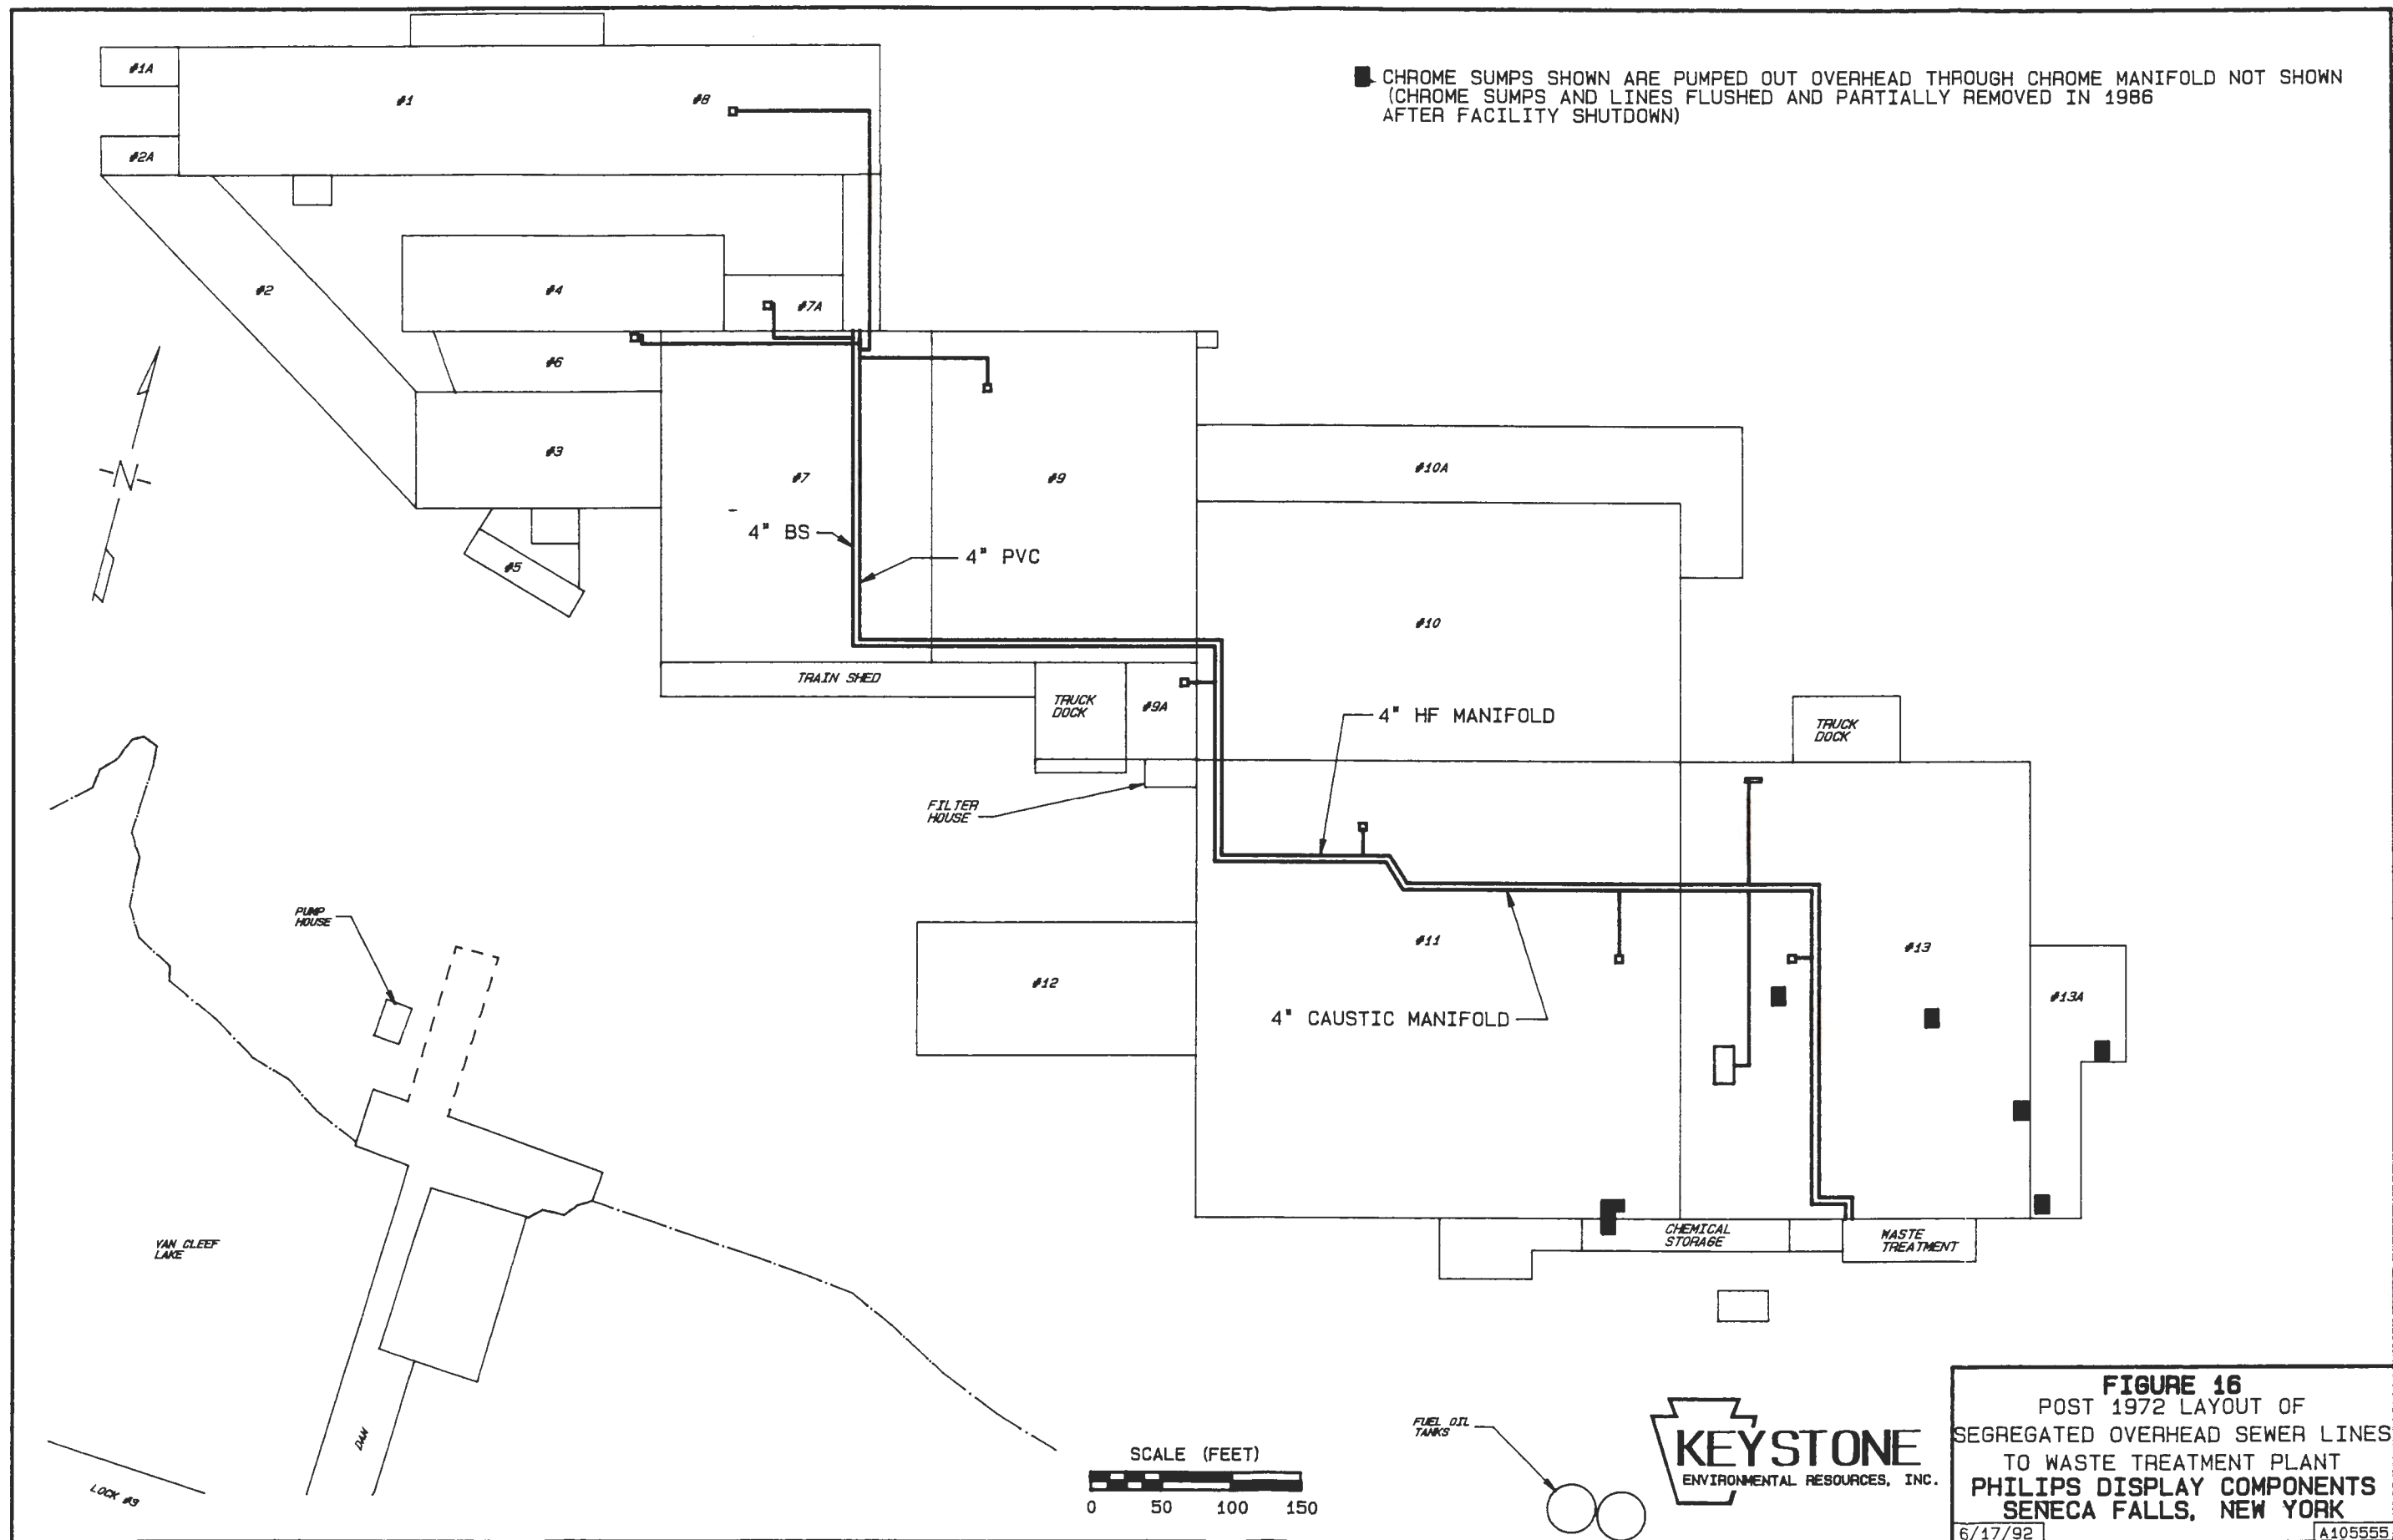 CHROME SUMPS SHOWN ARE PUMPED OUT OVERHEAD THROUGH CHROME MANIFOLD NOT SHOWN
(CHROME SUMPS AND LINES FLUSHED AND PARTIALLY REMOVED IN 1986
AFTER FACILITY SHUTDOWN)
#1A
#1
#8
#2A
#2
#4
#7A
#6
#3
#7
#9
#10A
#5
4" BS
4" PVC
#10
TRAIN SHED
TRUCK
DOCK
#9A
4" HF MANIFOLD
TRUCK
DOCK
FILTER
HOUSE
PUMP
HOUSE
#11
#13
#12
#13A
4" CAUSTIC MANIFOLD
VAN CLEEF
LAKE
CHEMICAL
STORAGE
WASTE
TREATMENT
DAM
LOCK #3
SCALE (FEET)
0 50 100 150
FUEL OIL
TANKS
KEYSTONE
ENVIRONMENTAL RESOURCES, INC.
FIGURE 16
POST 1972 LAYOUT OF
SEGREGATED OVERHEAD SEWER LINES
TO WASTE TREATMENT PLANT
PHILIPS DISPLAY COMPONENTS
SENECA FALLS, NEW YORK
6/17/92
A105555
N